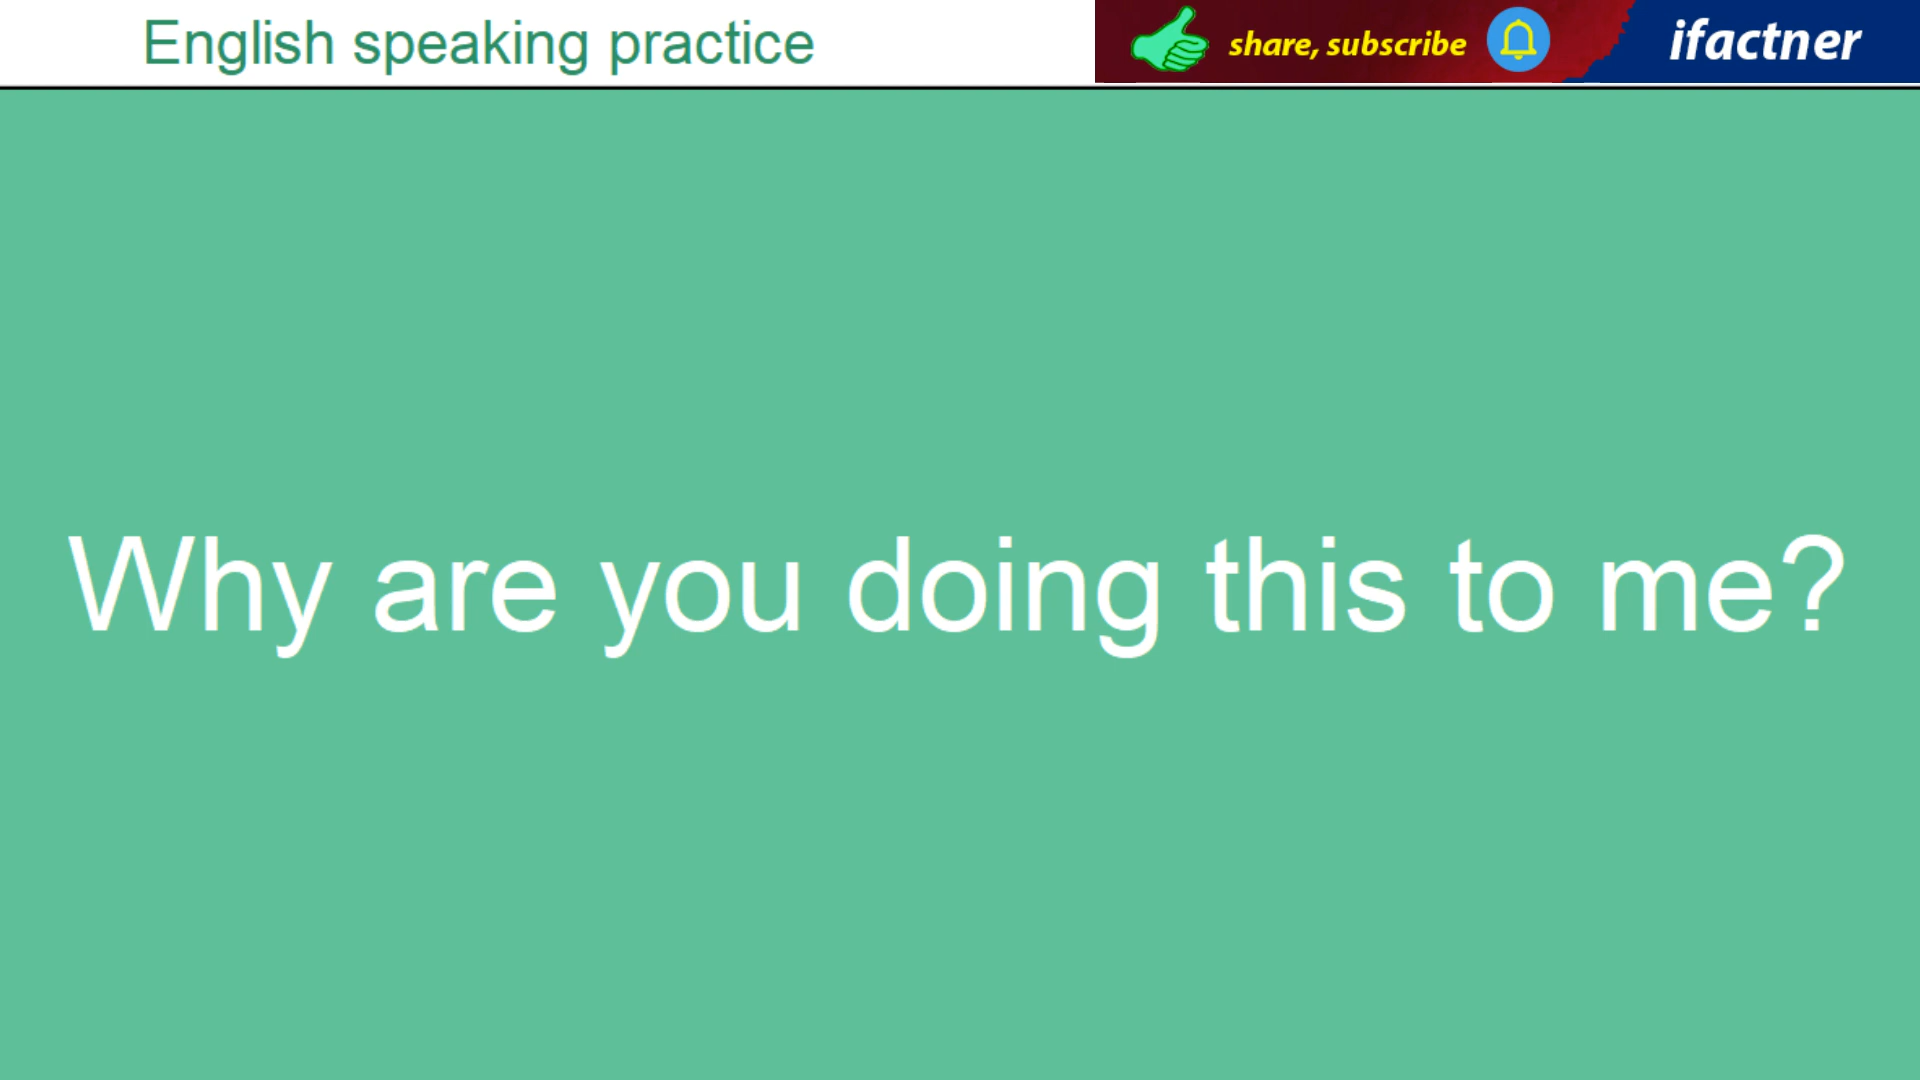 English speaking practice
share, subscribe
ifactner
Why are you doing this to me?